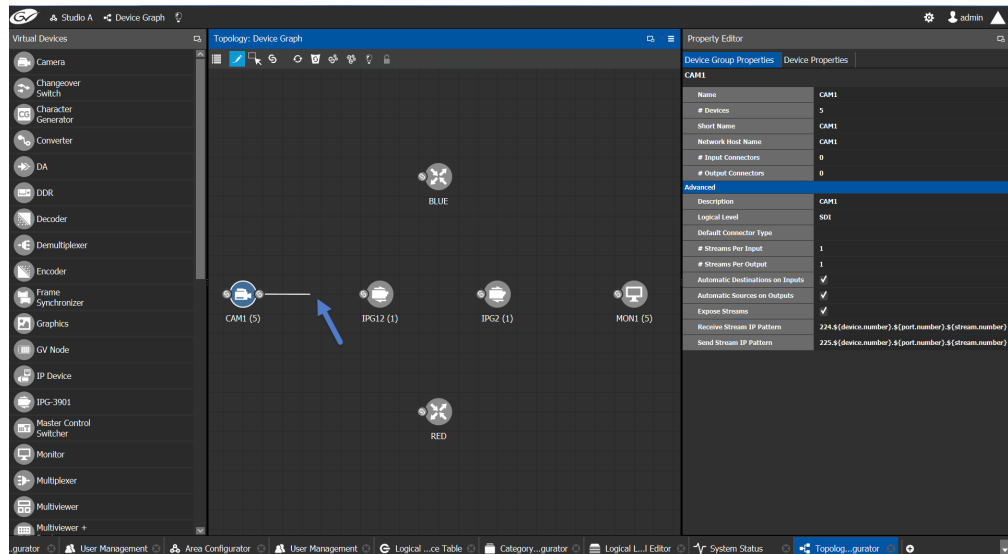 GV Studio A Device Graph admin
Virtual Devices
Camera
Changeover
Switch
CG
Character
Generator
Converter
DA
DDR
Decoder
Demultiplexer
Encoder
Frame
Synchronizer
Graphics
GV Node
IP Device
IPG-3901
Master Control
Switcher
Monitor
Multiplexer
Multiviewer
Multiviewer +
Topology: Device Graph
BLUE
CAM1 (5)
IPG12 (1)
IPG2 (1)
MON1 (5)
RED
Property Editor
Device Group Properties Device Properties
CAM1
Name CAM1
# Devices 5
Short Name CAM1
Network Host Name CAM1
# Input Connectors 0
# Output Connectors 0
Advanced
Description CAM1
Logical Level SDI
Default Connector Type
# Streams Per Input 1
# Streams Per Output 1
Automatic Destinations on Inputs
Automatic Sources on Outputs
Expose Streams
Receive Stream IP Pattern 224.${device.number}.${port.number}.${stream.number}
Send Stream IP Pattern 225.${device.number}.${port.number}.${stream.number}
.gurator User Management Area Configurator User Management Logical ...ce Table Category...gurator Logical L...l Editor System Status Topolog...gurator